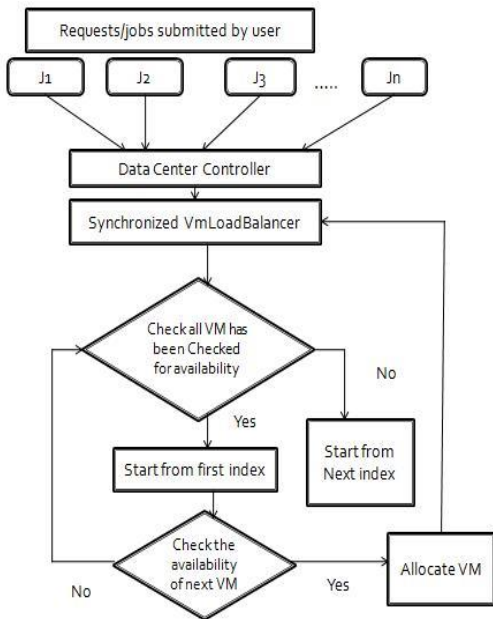 Requests/jobs submitted by user
J1
J2
J3
.....
Jn
Data Center Controller
Synchronized VmLoadBalancer
Check all VM has
been Checked
for availability
No
Yes
Start from first index
Start from
Next index
Check the
availability
of next VM
No
Yes
Allocate VM